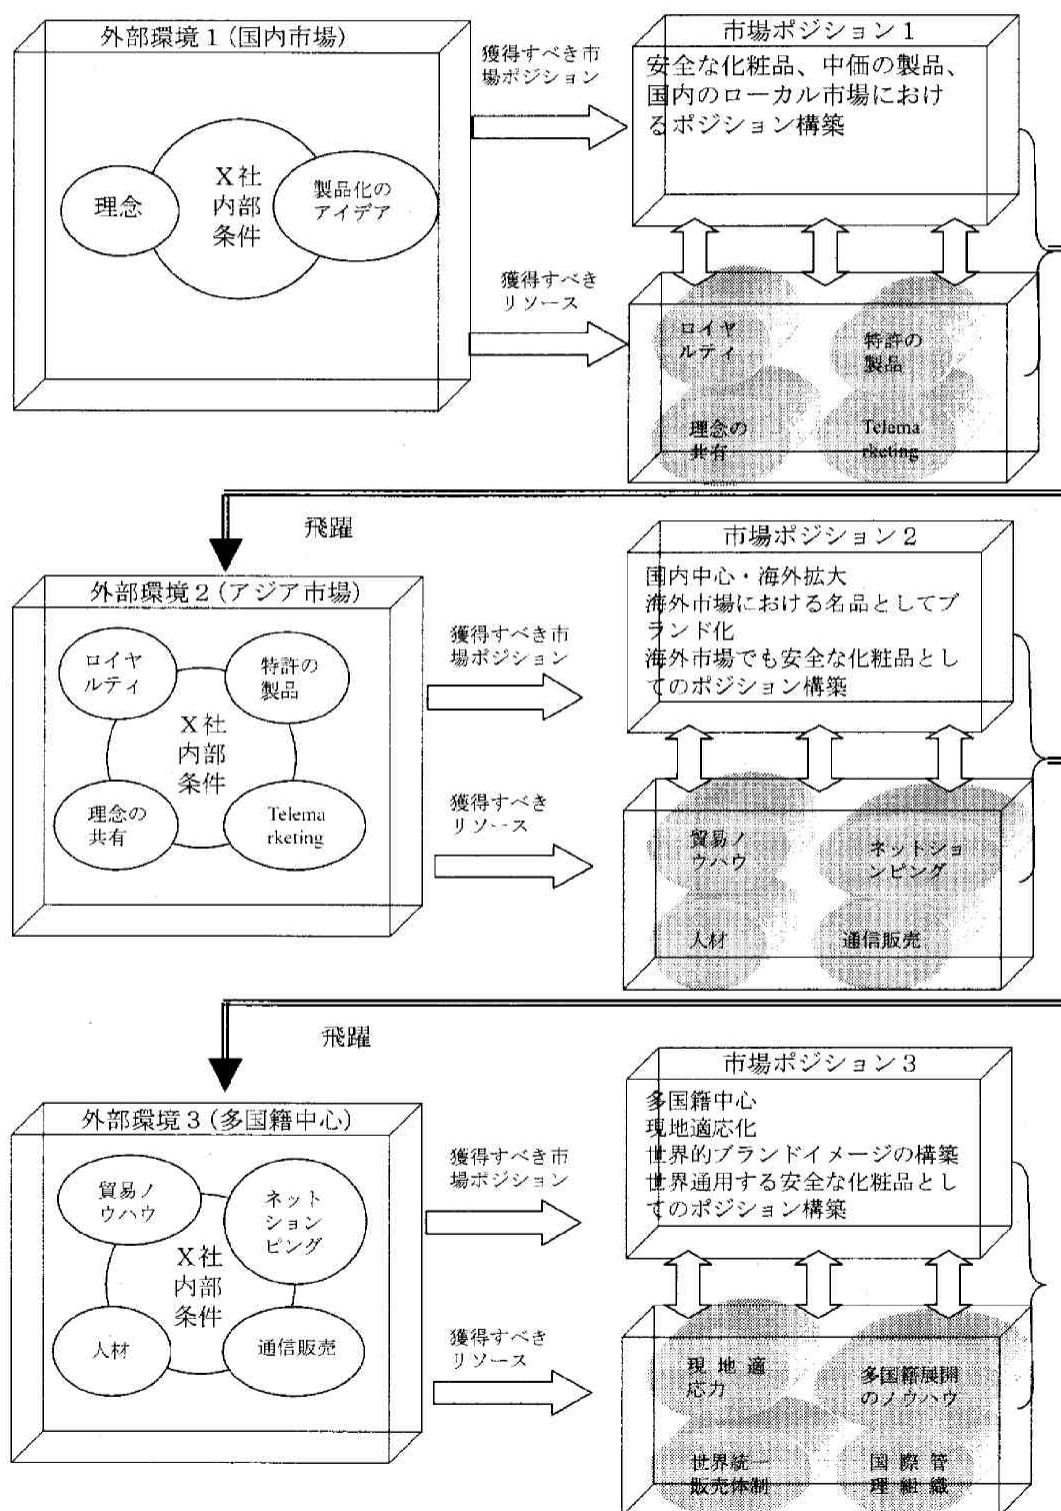 外部環境１(国内市場)
理念
X社
内部
条件
製品化の
アイデア
獲得すべき市
場ポジション
獲得すべき
リソース
市場ポジション１
安全な化粧品、中価の製品、
国内のローカル市場におけ
るポジション構築
ロイヤ
ルティ
特許の
製品
理念の
共有
Telema
rketing
飛躍
外部環境２(アジア市場)
ロイヤ
ルティ
特許の
製品
X社
内部
条件
理念の
共有
Telema
rketing
獲得すべき市
場ポジション
獲得すべき
リソース
市場ポジション２
国内中心・海外拡大
海外市場における名品としてブ
ランド化
海外市場でも安全な化粧品とし
てのポジション構築
貿易ノ
ウハウ
ネットショ
ンピング
人材
通信販売
飛躍
外部環境３(多国籍中心)
貿易ノ
ウハウ
ネット
ション
ピング
X社
内部
条件
人材
通信販売
獲得すべき市
場ポジション
獲得すべき
リソース
市場ポジション３
多国籍中心
現地適応化
世界的ブランドイメージの構築
世界通用する安全な化粧品とし
てのポジション構築
現地適
応力
多国籍展開
のノウハウ
世界統一
販売体制
国際管
理組織